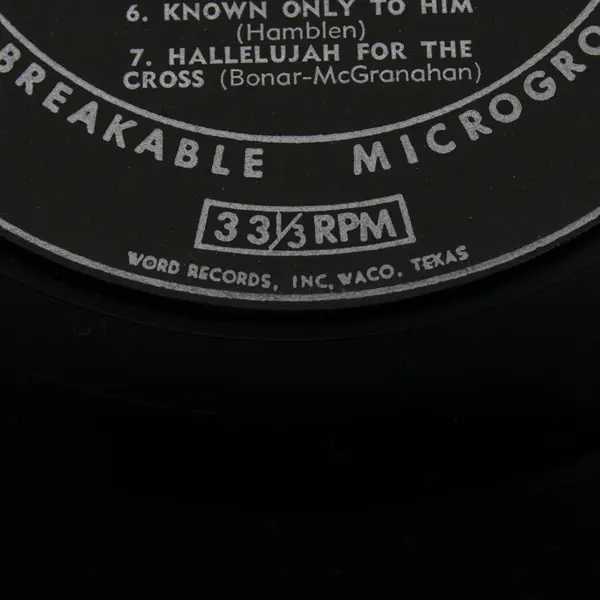 6. KNOWN ONLY TO HIM
(Hamblen)
7. HALLELUJAH FOR THE
CROSS (Bonar-McGranahan)
BREAKABLE MICROGRO
33⅓ RPM
WORD RECORDS, INC, WACO, TEXAS